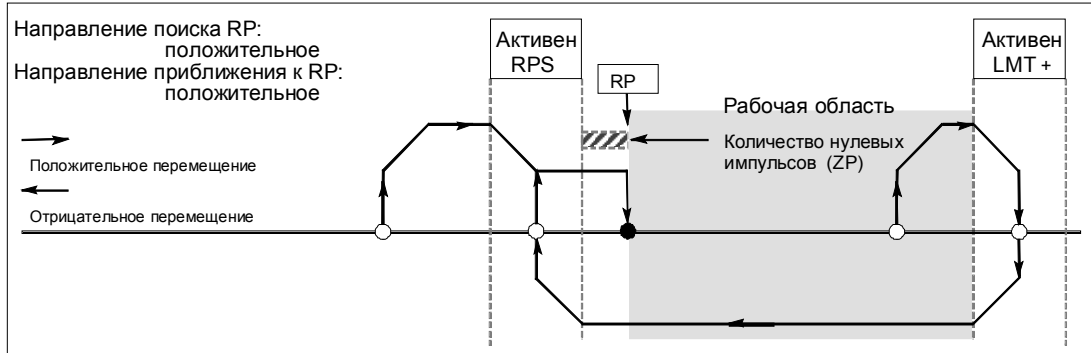 Направление поиска RP:
положительное
Направление приближения к RP:
положительное
Положительное перемещение
Отрицательное перемещение
Активен
RPS
RP
Рабочая область
Количество нулевых
импульсов (ZP)
Активен
LMT +